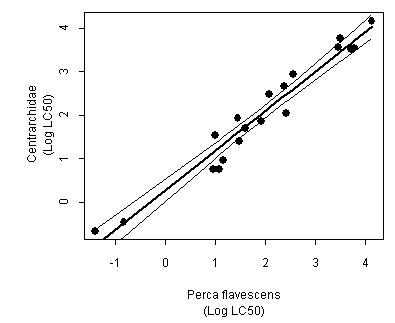 4
3
2
1
0
Centrarchidae
(Log LC50)
-1 0 1 2 3 4
Perca flavescens
(Log LC50)